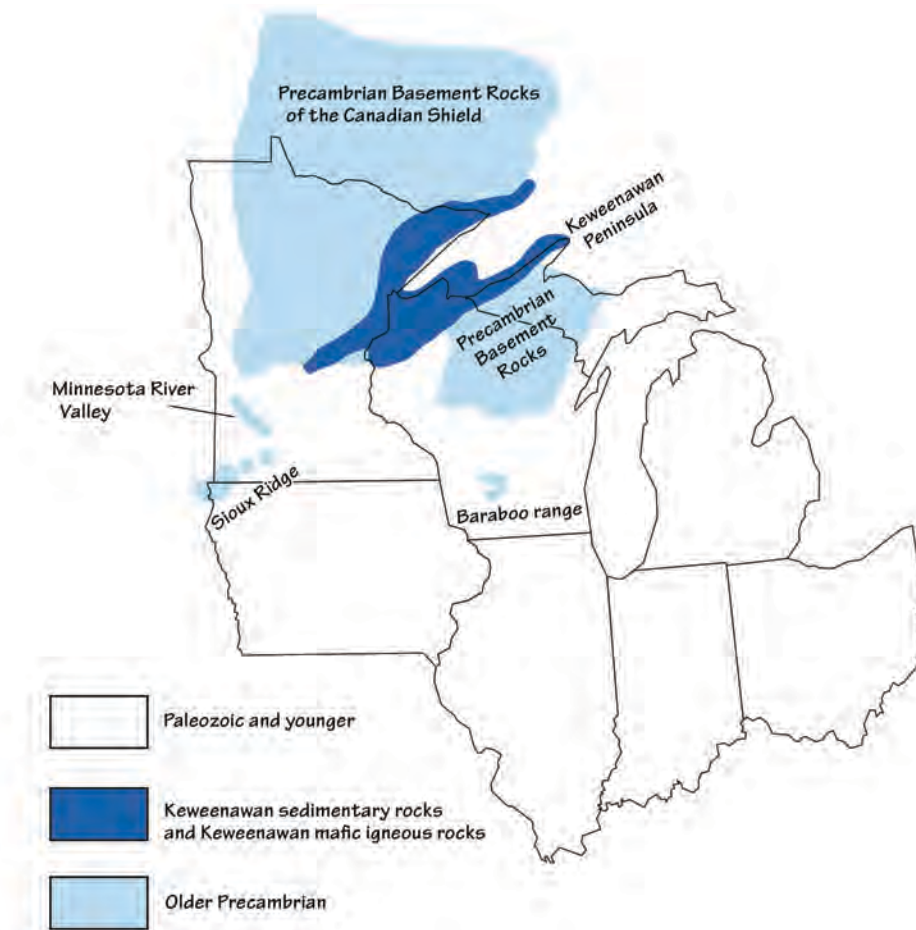 Precambrian Basement Rocks
of the Canadian Shield
Keweenawan
Peninsula
Precambrian
Basement
Rocks
Minnesota River
Valley
Sioux Ridge
Baraboo range
Paleozoic and younger
Keweenawan sedimentary rocks
and Keweenawan mafic igneous rocks
Older Precambrian